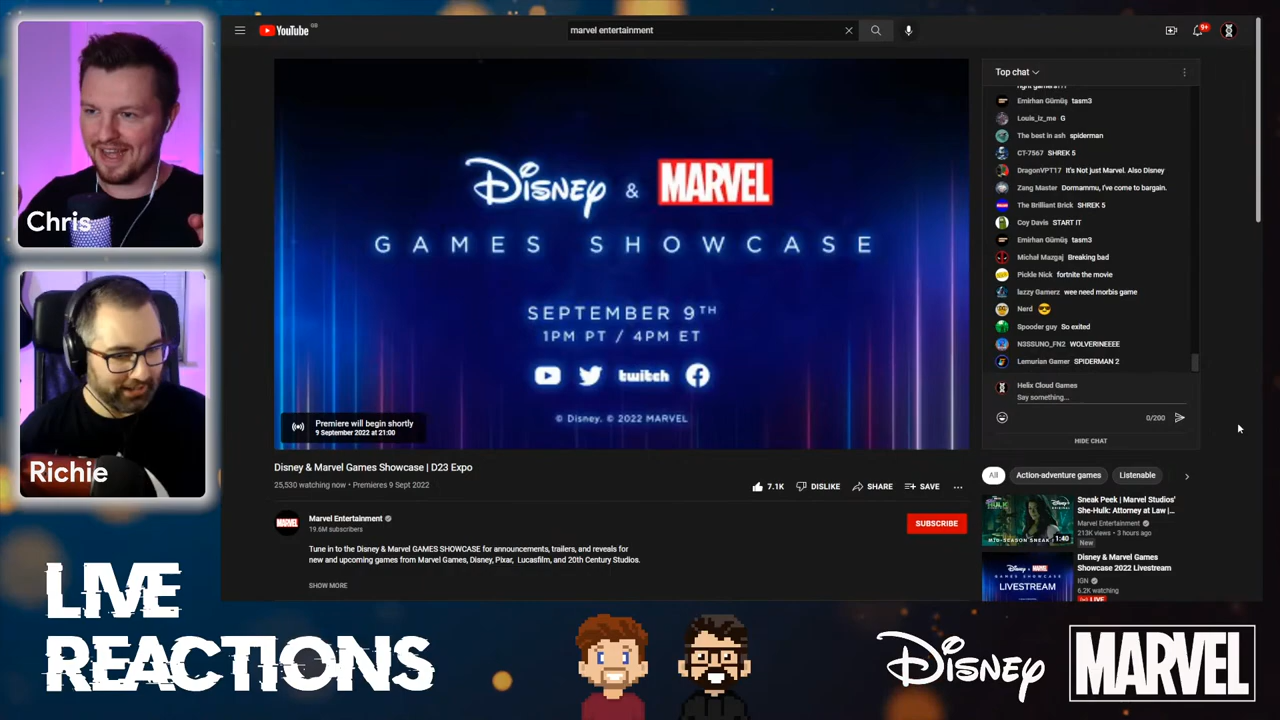 Chris
Richie
LIVE
REACTIONS
YouTube GB
marvel entertainment
9+
Disney & MARVEL
GAMES SHOWCASE
SEPTEMBER 9TH
1PM PT / 4PM ET
twitch
© Disney. © 2022 MARVEL
Premiere will begin shortly
9 September 2022 at 21:00
Disney & Marvel Games Showcase | D23 Expo
25,530 watching now • Premieres 9 Sept 2022
7.1K DISLIKE SHARE SAVE ...
Marvel Entertainment
19.6M subscribers
SUBSCRIBE
Tune in to the Disney & Marvel GAMES SHOWCASE for announcements, trailers, and reveals for
new and upcoming games from Marvel Games, Disney, Pixar, Lucasfilm, and 20th Century Studios.
SHOW MORE
Top chat
Emirhan Gümüş tasm3
Louis_iz_me G
The best in ash spiderman
CT-7567 SHREK 5
DragonVPT17 It's Not just Marvel. Also Disney
Zang Master Dormammu, I've come to bargain.
The Brilliant Brick SHREK 5
Coy Davis START IT
Emirhan Gümüş tasm3
Michał Mazgaj Breaking bad
Pickle Nick fortnite the movie
lazzy Gamerz wee need morbis game
Nerd 😎
Spooder guy So exited
N3SSUNO_FN2 WOLVERINEEEE
Lemurian Gamer SPIDERMAN 2
Helix Cloud Games
Say something...
0/200
HIDE CHAT
All Action-adventure games Listenable
Sneak Peek | Marvel Studios'
She-Hulk: Attorney at Law |...
Marvel Entertainment
213K views • 3 hours ago
New
1:40
Disney & Marvel Games
Showcase 2022 Livestream
IGN
6.2K watching
LIVE
LIVESTREAM
Disney MARVEL